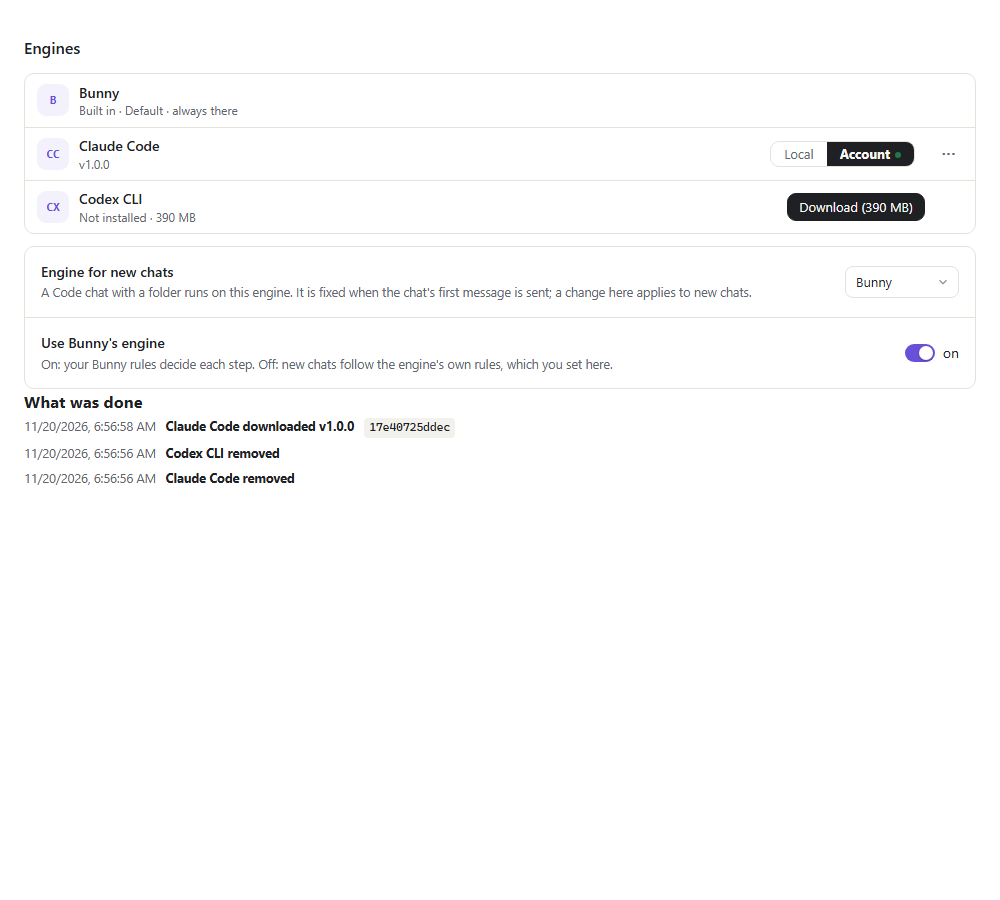 Engines
B
Bunny
Built in · Default · always there
CC
Claude Code
v1.0.0
Local
Account
CX
Codex CLI
Not installed · 390 MB
Download (390 MB)
Engine for new chats
A Code chat with a folder runs on this engine. It is fixed when the chat's first message is sent; a change here applies to new chats.
Bunny
Use Bunny's engine
On: your Bunny rules decide each step. Off: new chats follow the engine's own rules, which you set here.
on
What was done
11/20/2026, 6:56:58 AM Claude Code downloaded v1.0.0 17e40725ddec
11/20/2026, 6:56:56 AM Codex CLI removed
11/20/2026, 6:56:56 AM Claude Code removed